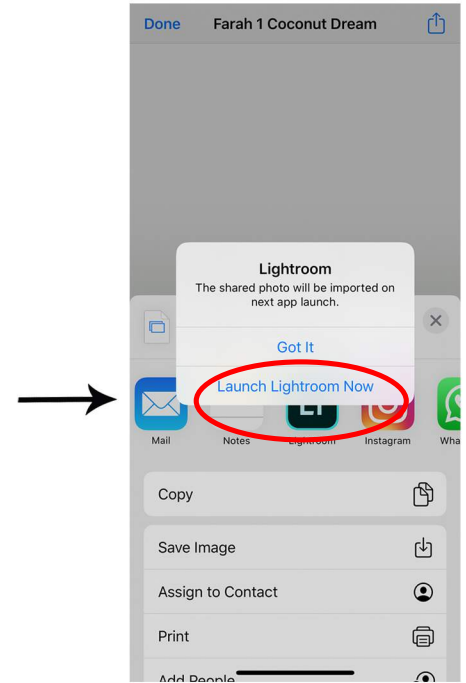 Done Farah 1 Coconut Dream
Lightroom
The shared photo will be imported on
next app launch.
Got It
Launch Lightroom Now
Mail Notes Lightroom Instagram Wha
Copy
Save Image
Assign to Contact
Print
Add People